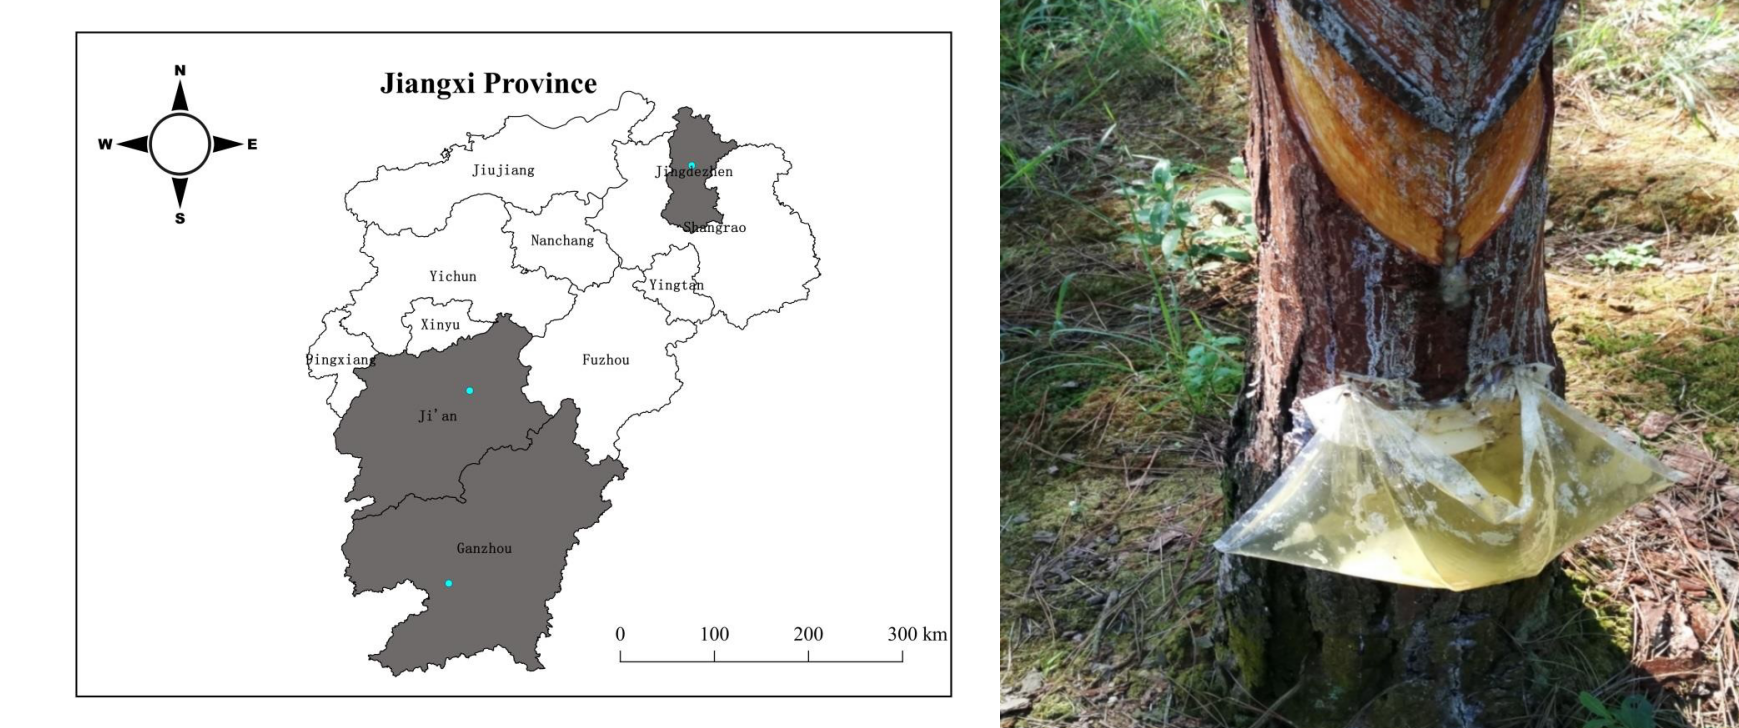 Jiangxi Province
N
W E
S
Jiujiang
Jingdezhen
Shangrao
Nanchang
Yichun
Yingtan
Xinyu
Pingxiang
Fuzhou
Ji'an
Ganzhou
0 100 200 300 km